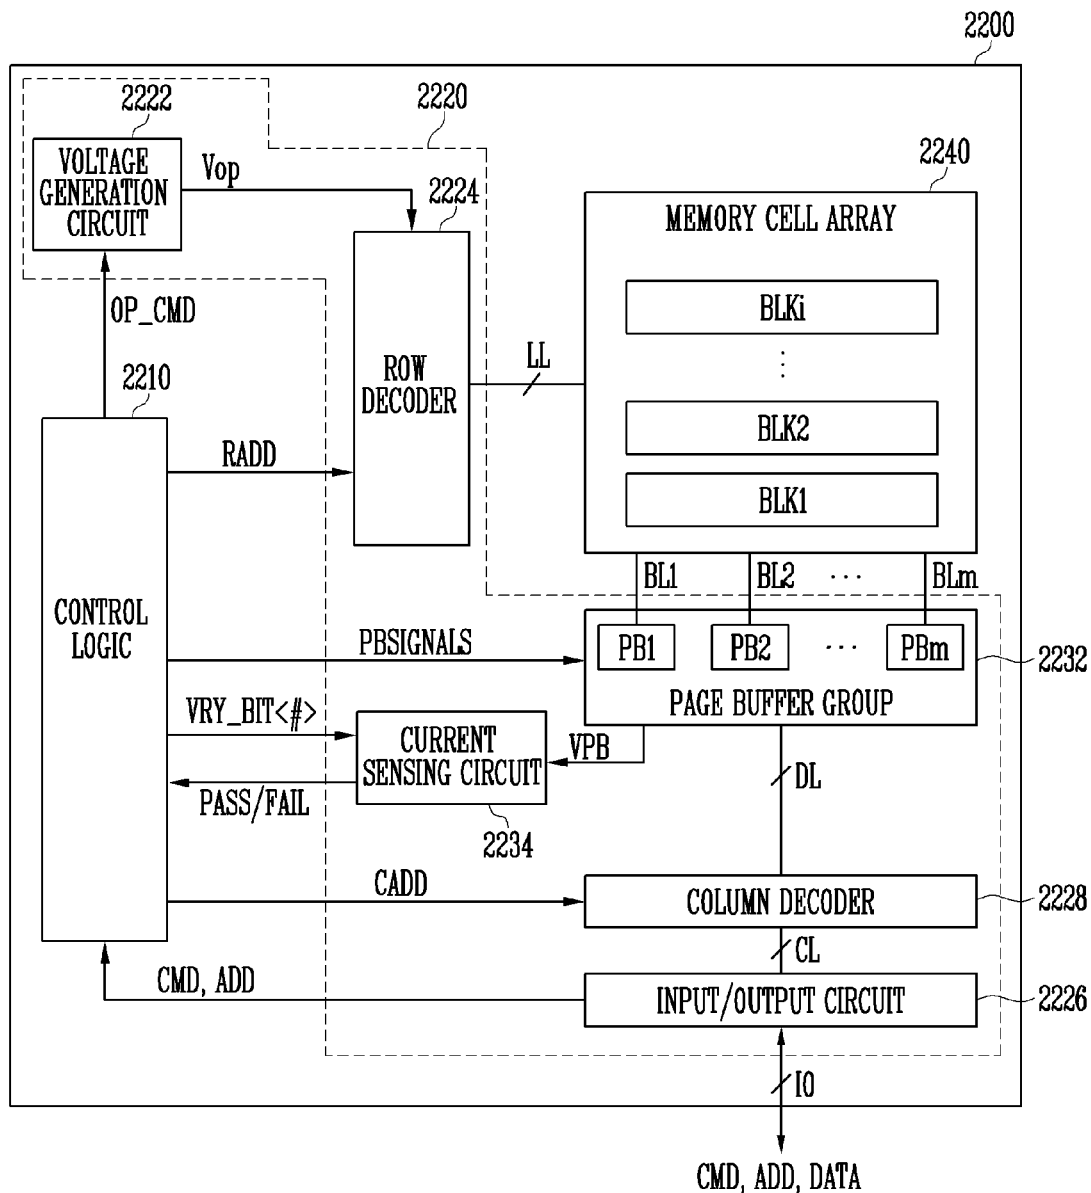 2200
2222
2220
VOLTAGE
GENERATION
CIRCUIT
Vop
2224
2240
MEMORY CELL ARRAY
BLKi
OP_CMD
LL
ROW
DECODER
2210
BLK2
RADD
BLK1
BL1
BL2
...
BLm
CONTROL
LOGIC
PBSIGNALS
PB1
PB2
...
PBm
2232
PAGE BUFFER GROUP
VRY_BIT<#>
CURRENT
SENSING CIRCUIT
VPB
DL
PASS/FAIL
2234
CADD
COLUMN DECODER
2228
CL
CMD, ADD
INPUT/OUTPUT CIRCUIT
2226
IO
CMD, ADD, DATA